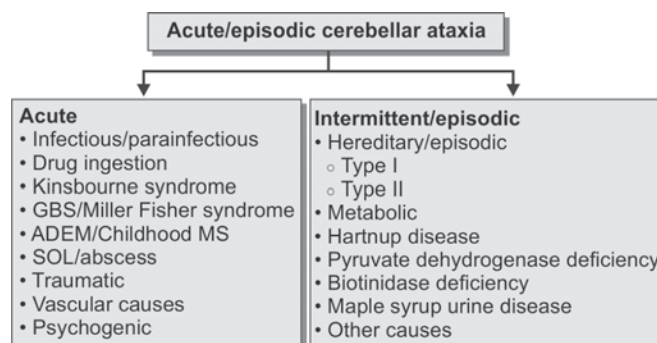 Acute/episodic cerebellar ataxia
Acute
• Infectious/parainfectious
• Drug ingestion
• Kinsbourne syndrome
• GBS/Miller Fisher syndrome
• ADEM/Childhood MS
• SOL/abscess
• Traumatic
• Vascular causes
• Psychogenic
Intermittent/episodic
• Hereditary/episodic
○ Type I
○ Type II
• Metabolic
• Hartnup disease
• Pyruvate dehydrogenase deficiency
• Biotinidase deficiency
• Maple syrup urine disease
• Other causes